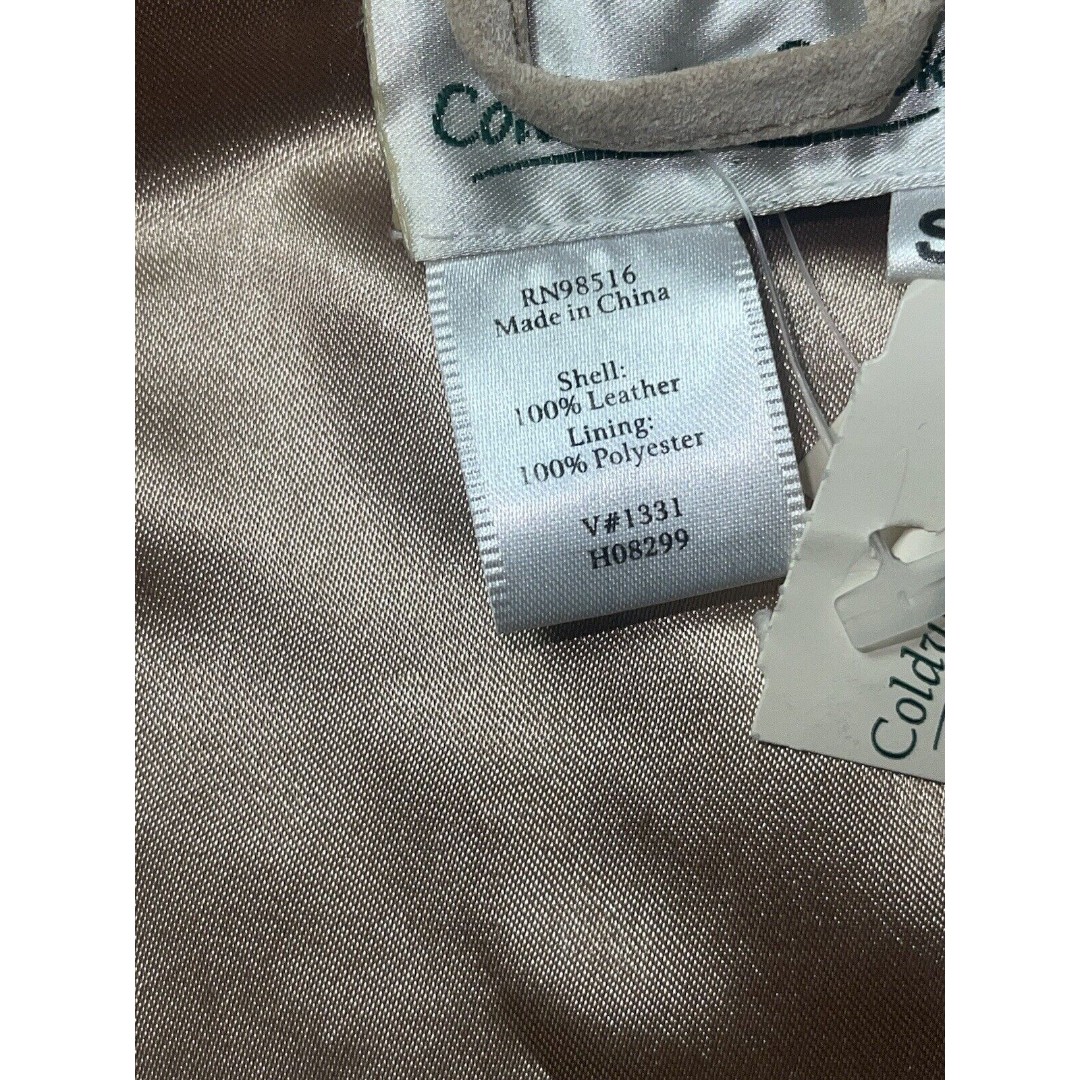 S
RN98516
Made in China
Shell:
100% Leather
Lining:
100% Polyester
V#1331
H08299